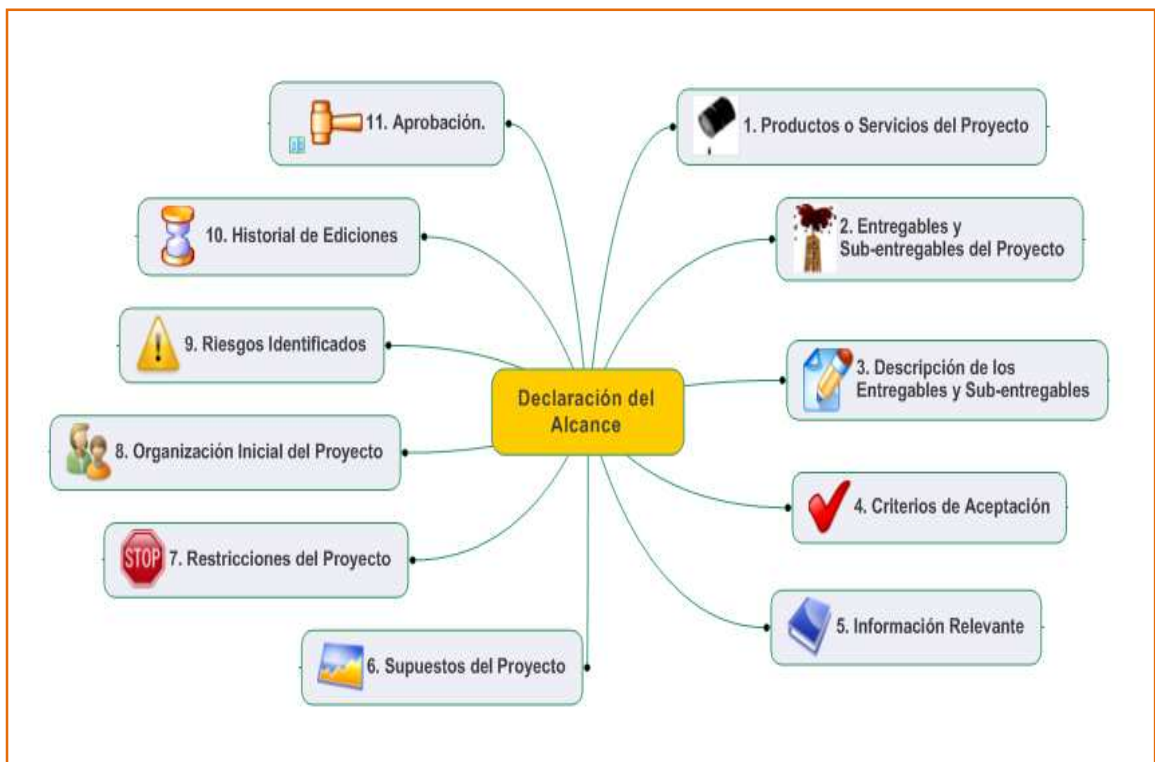 Declaración del
Alcance
1. Productos o Servicios del Proyecto
2. Entregables y
Sub-entregables del Proyecto
3. Descripción de los
Entregables y Sub-entregables
4. Criterios de Aceptación
5. Información Relevante
6. Supuestos del Proyecto
STOP
7. Restricciones del Proyecto
8. Organización Inicial del Proyecto
9. Riesgos Identificados
10. Historial de Ediciones
11. Aprobación.